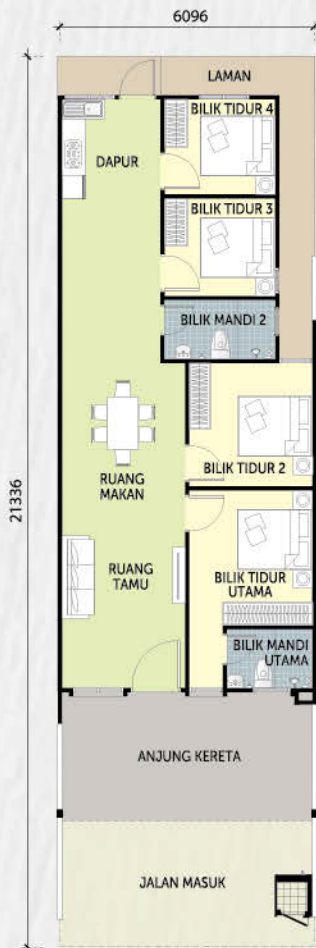 6096
LAMAN
BILIK TIDUR 4
DAPUR
BILIK TIDUR 3
BILIK MANDI 2
21336
RUANG
MAKAN
BILIK TIDUR 2
RUANG
TAMU
BILIK TIDUR
UTAMA
BILIK MANDI
UTAMA
ANJUNG KERETA
JALAN MASUK